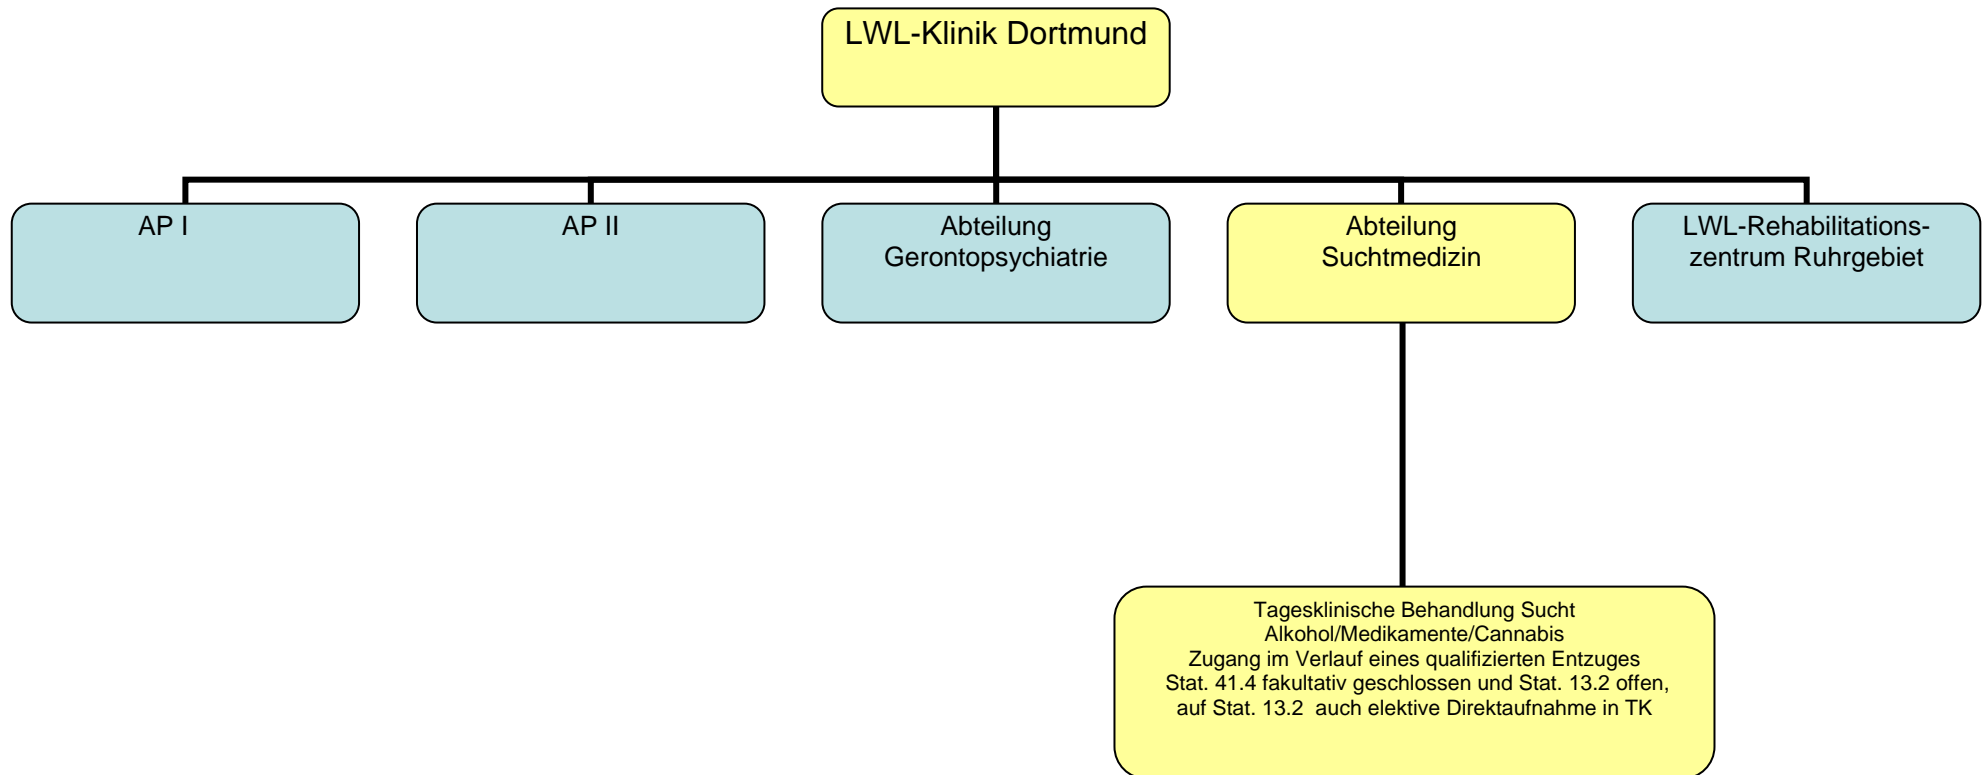 LWL-Klinik Dortmund
AP I
AP II
Abteilung
Gerontopsychiatrie
Abteilung
Suchtmedizin
LWL-Rehabilitations-
zentrum Ruhrgebiet
Tagesklinische Behandlung Sucht
Alkohol/Medikamente/Cannabis
Zugang im Verlauf eines qualifizierten Entzuges
Stat. 41.4 fakultativ geschlossen und Stat. 13.2 offen,
auf Stat. 13.2 auch elektive Direktaufnahme in TK